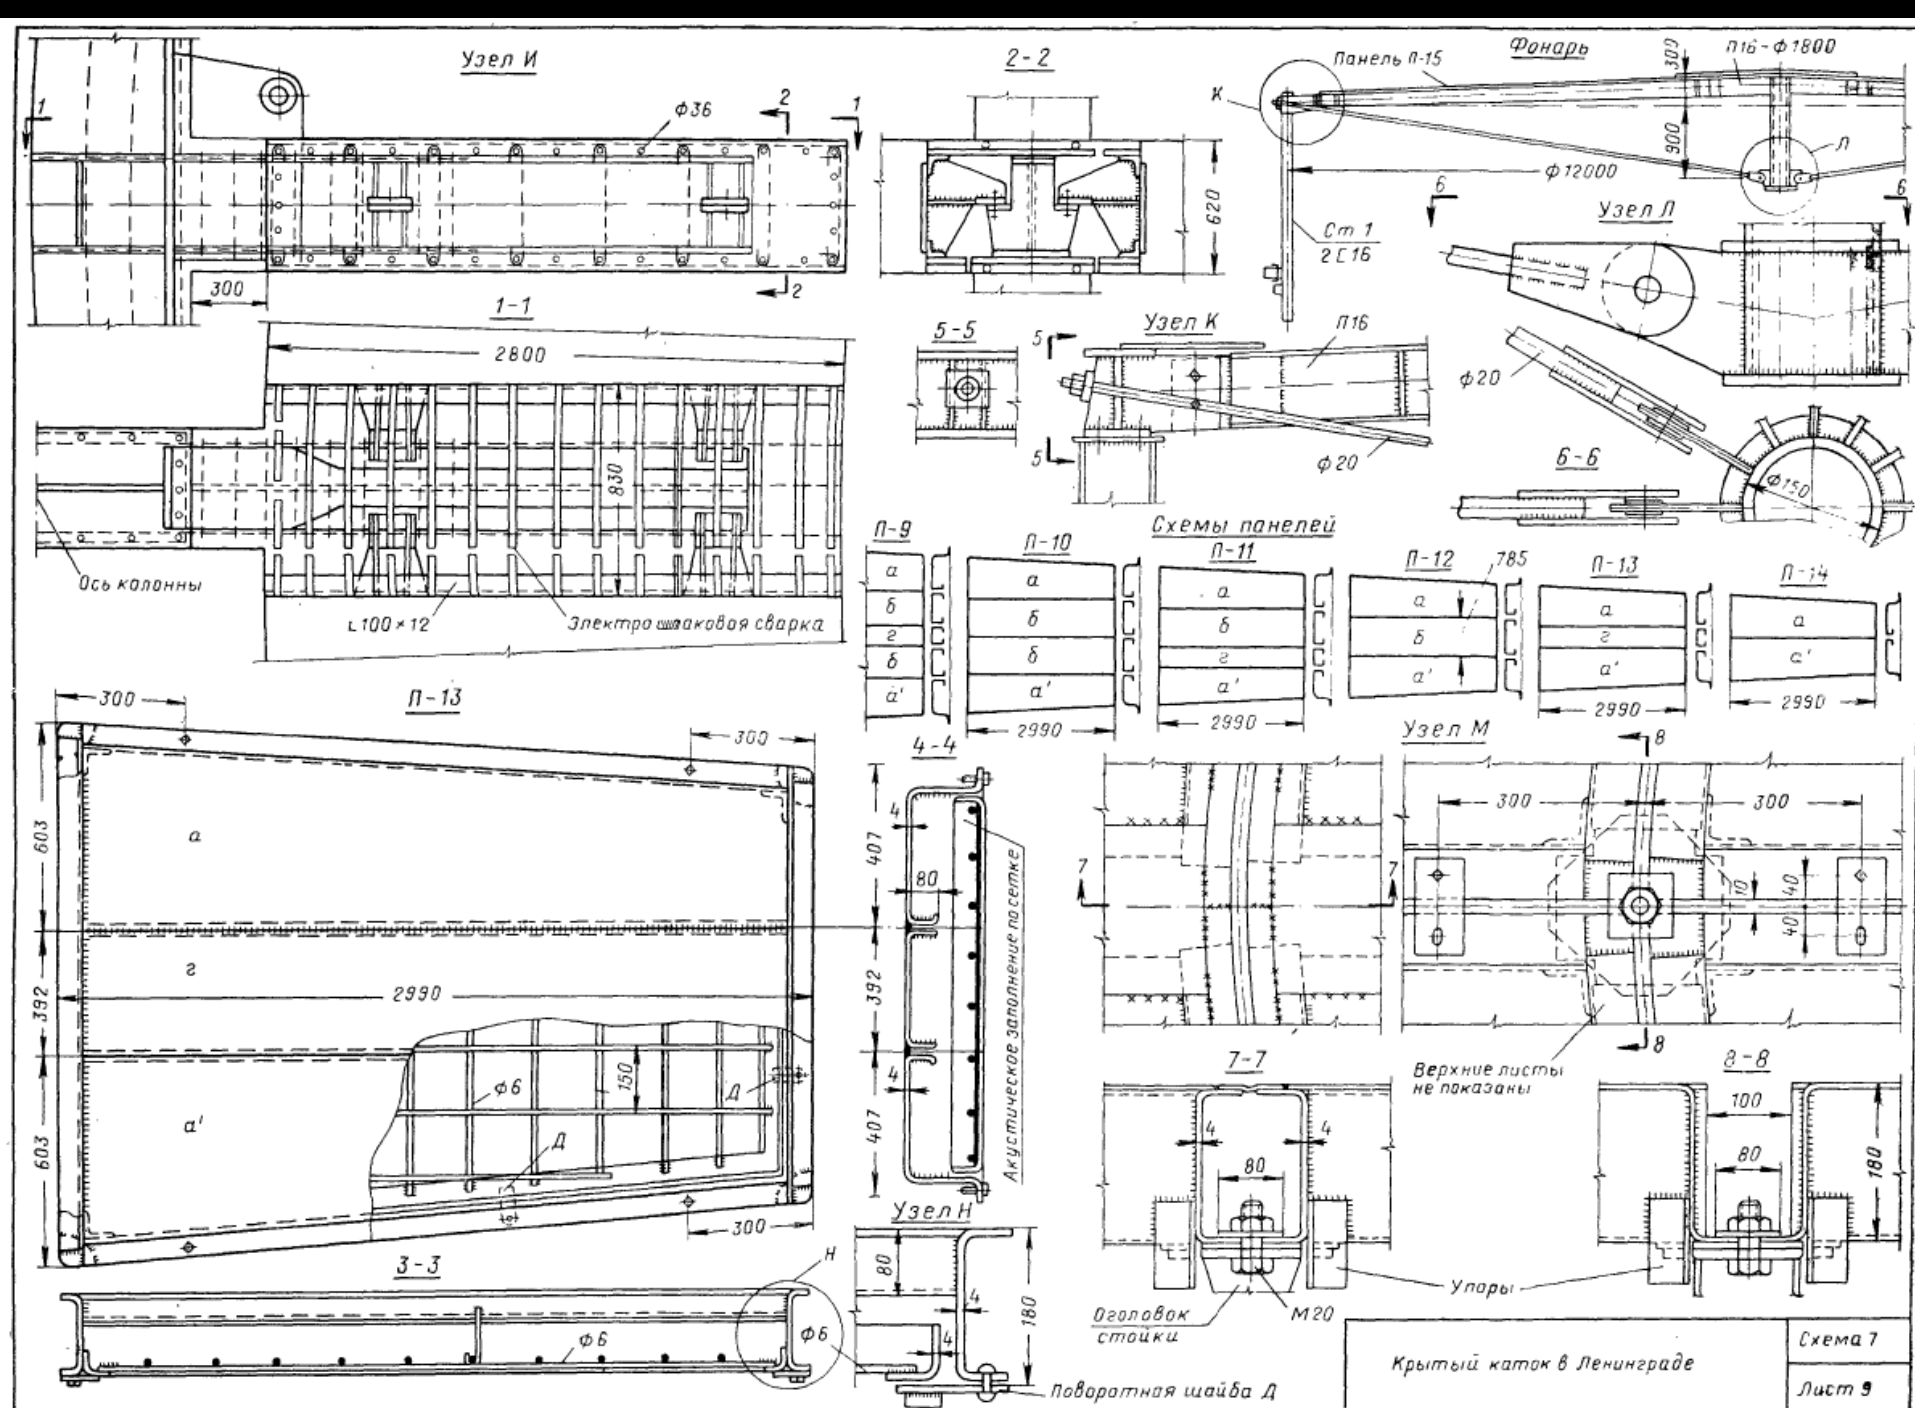 Узел И
2-2
Фонарь
Панель П-15
П16-ф1800
300
К
1
2
1
ф36
900
Л
ф12000
620
6
6
Узел Л
Ст 1
2[16
300
2
1-1
5-5
5
Узел К
П16
2800
ф20
830
5
ф20
6-6
ф150
Ось колонны
∟100×12
Электрошлаковая сварка
Схемы панелей
П-9
П-10
П-11
П-12
785
П-13
П-14
а
б
г
б
а'
а
б
б
а'
а
б
г
а'
а
б
а'
а
г
а'
а
а'
2990
2990
2990
2990
П-13
300
300
603
а
г
392
2990
150
ф6
Д
а'
603
Д
300
4-4
4
407
80
392
4
407
Акустическое заполнение по сетке
Узел М
8
300
300
7
7
10
40
40
8
Верхние листы
не показаны
7-7
8-8
4
4
100
80
80
180
Упоры
Оголовок
стойки
М20
3-3
Н
ф6
Узел Н
80
4
180
ф6
4
Поворотная шайба Д
Крытый каток в Ленинграде
Схема 7
Лист 9